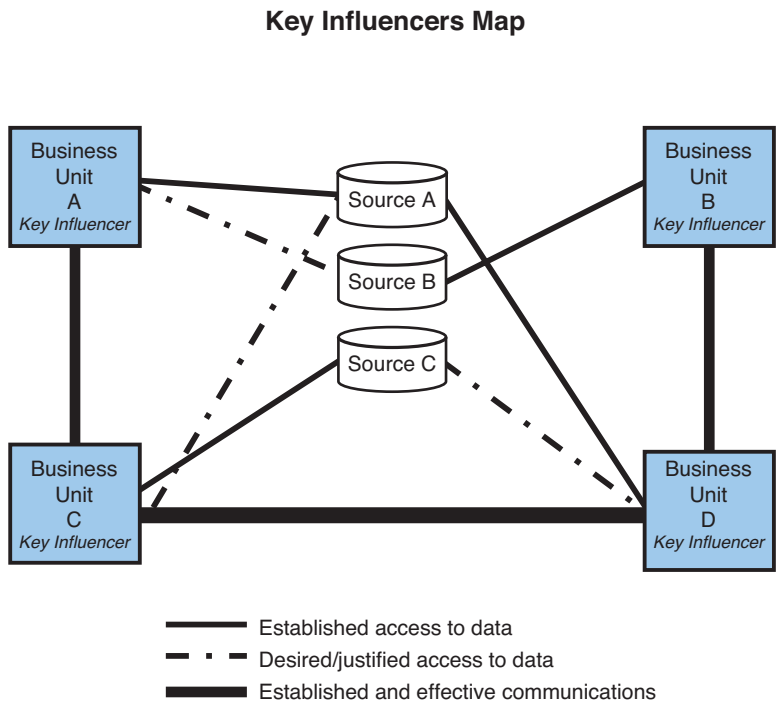 Key Influencers Map
Business
Unit
A
Key Influencer
Source A
Source B
Source C
Business
Unit
B
Key Influencer
Business
Unit
C
Key Influencer
Business
Unit
D
Key Influencer
Established access to data
Desired/justified access to data
Established and effective communications